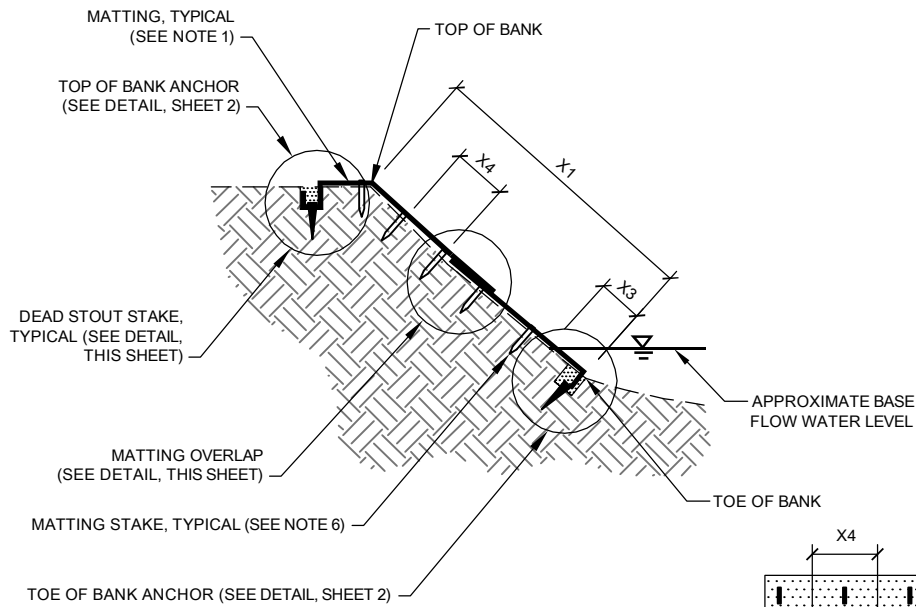 MATTING, TYPICAL
(SEE NOTE 1)
TOP OF BANK
TOP OF BANK ANCHOR
(SEE DETAIL, SHEET 2)
X1
X4
X3
DEAD STOUT STAKE,
TYPICAL (SEE DETAIL,
THIS SHEET)
APPROXIMATE BASE
FLOW WATER LEVEL
MATTING OVERLAP
(SEE DETAIL, THIS SHEET)
TOE OF BANK
MATTING STAKE, TYPICAL (SEE NOTE 6)
X4
TOE OF BANK ANCHOR (SEE DETAIL, SHEET 2)